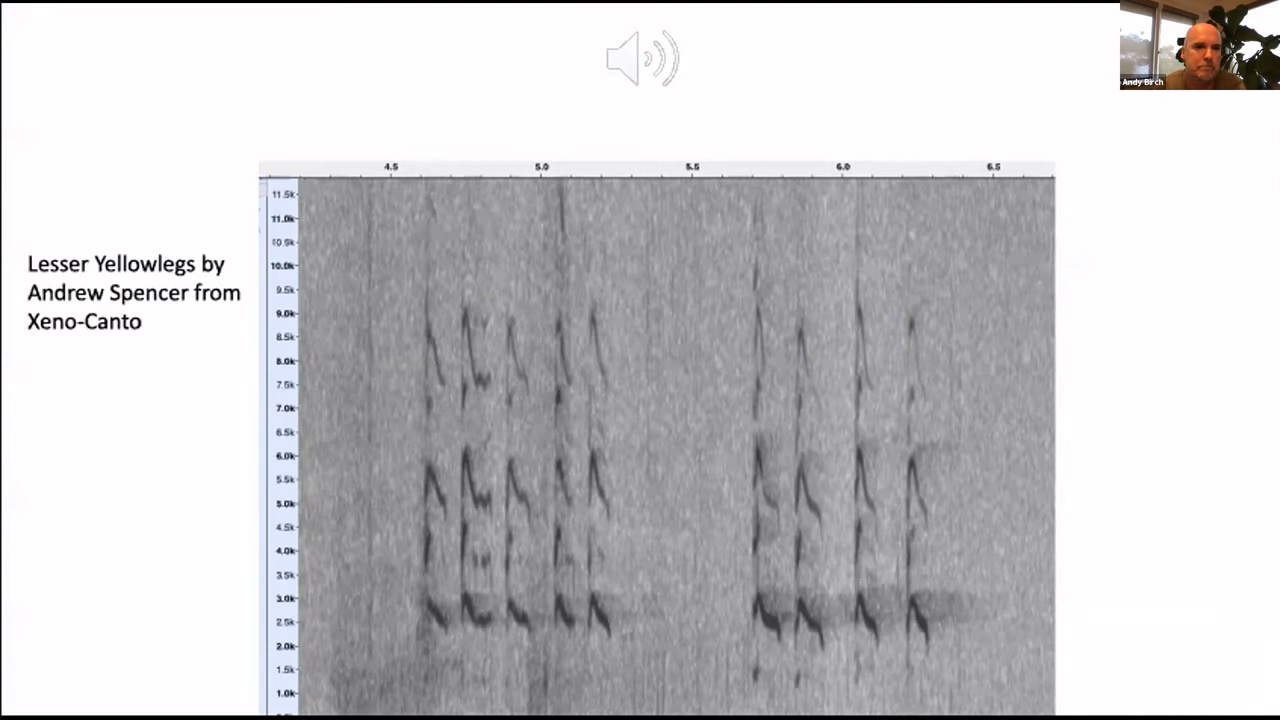 Andy Birch
4.5 5.0 5.5 6.0 6.5
11.5k
11.0k
10.5k
10.0k
9.5k
9.0k
8.5k
8.0k
7.5k
7.0k
6.5k
6.0k
5.5k
5.0k
4.5k
4.0k
3.5k
3.0k
2.5k
2.0k
1.5k
1.0k
Lesser Yellowlegs by
Andrew Spencer from
Xeno-Canto